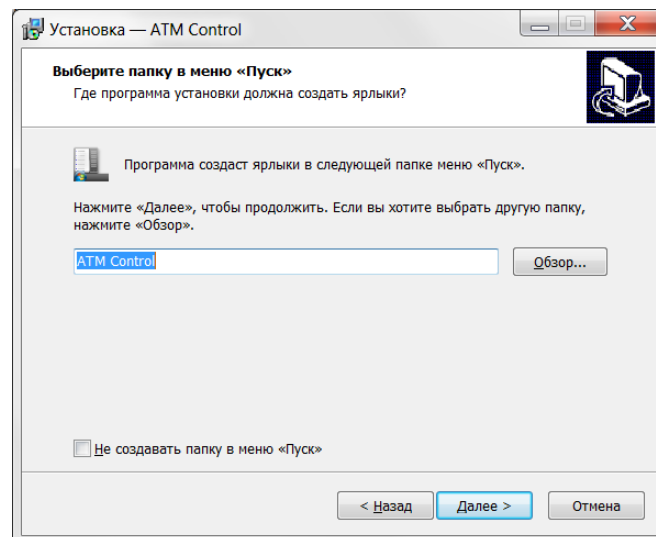 Установка — ATM Control
Выберите папку в меню «Пуск»
Где программа установки должна создать ярлыки?
Программа создаст ярлыки в следующей папке меню «Пуск».
Нажмите «Далее», чтобы продолжить. Если вы хотите выбрать другую папку,
нажмите «Обзор».
ATM Control
Обзор...
Не создавать папку в меню «Пуск»
< Назад
Далее >
Отмена